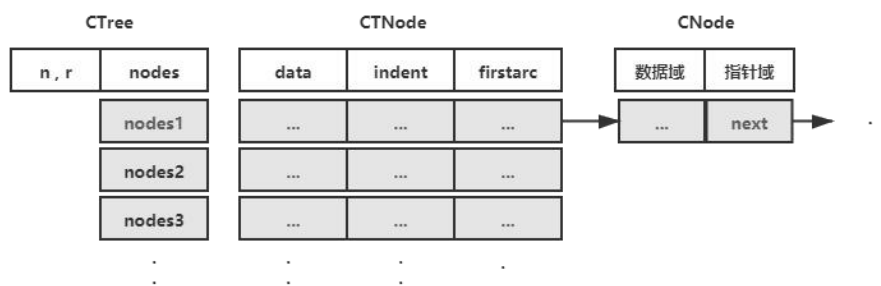 CTree CTNode CNode
n , r nodes data indent firstarc 数据域 指针域
nodes1 ... ... ... ... next .
nodes2 ... ... ...
nodes3 ... ... ...
. . . .
. . .